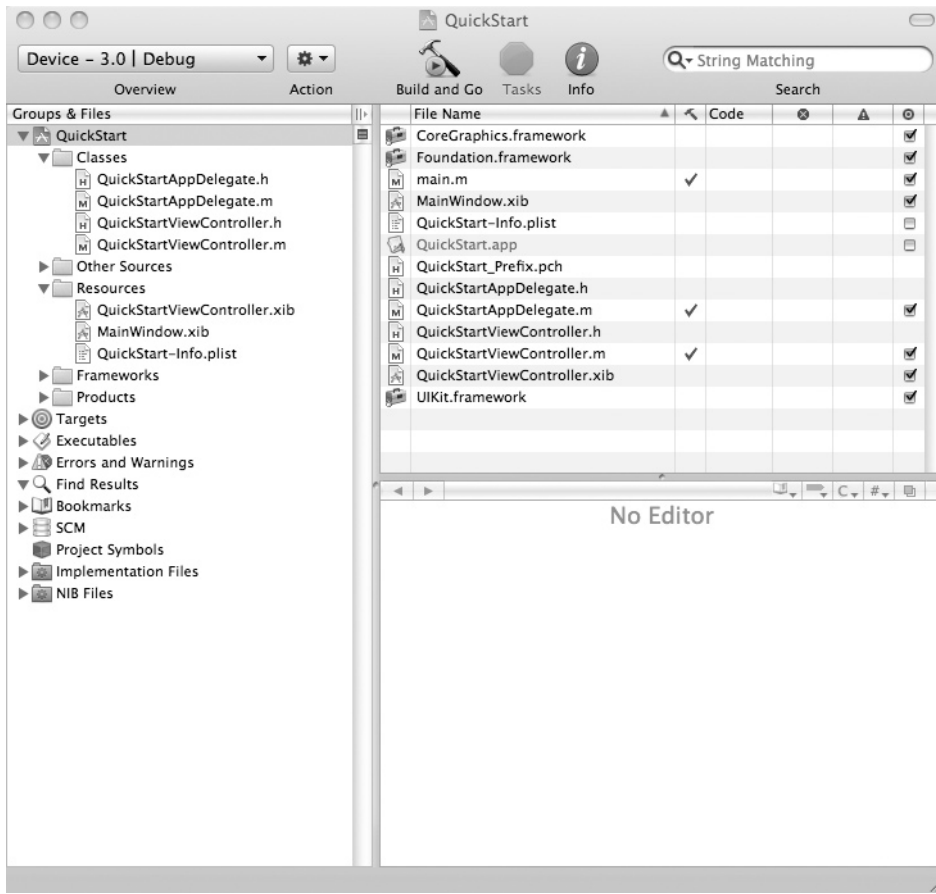 QuickStart
Device – 3.0 | Debug
Overview
Action
Build and Go
Tasks
Info
String Matching
Search
Groups & Files
QuickStart
Classes
QuickStartAppDelegate.h
QuickStartAppDelegate.m
QuickStartViewController.h
QuickStartViewController.m
Other Sources
Resources
QuickStartViewController.xib
MainWindow.xib
QuickStart-Info.plist
Frameworks
Products
Targets
Executables
Errors and Warnings
Find Results
Bookmarks
SCM
Project Symbols
Implementation Files
NIB Files
File Name
Code
CoreGraphics.framework
Foundation.framework
main.m
MainWindow.xib
QuickStart-Info.plist
QuickStart.app
QuickStart_Prefix.pch
QuickStartAppDelegate.h
QuickStartAppDelegate.m
QuickStartViewController.h
QuickStartViewController.m
QuickStartViewController.xib
UIKit.framework
C
#
No Editor